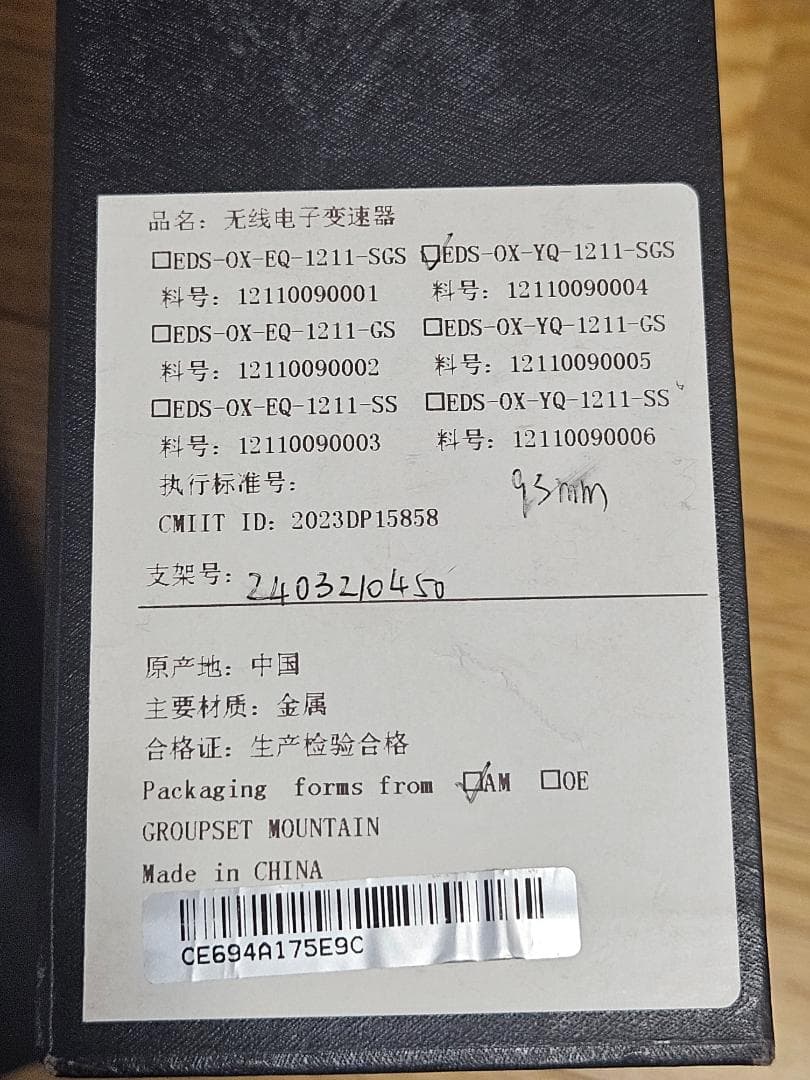 品名：无线电子变速器
□EDS-OX-EQ-1211-SGS ☑EDS-OX-YQ-1211-SGS
料号：12110090001 料号：12110090004
□EDS-OX-EQ-1211-GS □EDS-OX-YQ-1211-GS
料号：12110090002 料号：12110090005
□EDS-OX-EQ-1211-SS □EDS-OX-YQ-1211-SS
料号：12110090003 料号：12110090006
执行标准号：
93mm
CMIIT ID：2023DP15858
支架号：2403210450
原产地：中国
主要材质：金属
合格证：生产检验合格
Packaging forms from ☑AM □OE
GROUPSET MOUNTAIN
Made in CHINA
CE694A175E9C